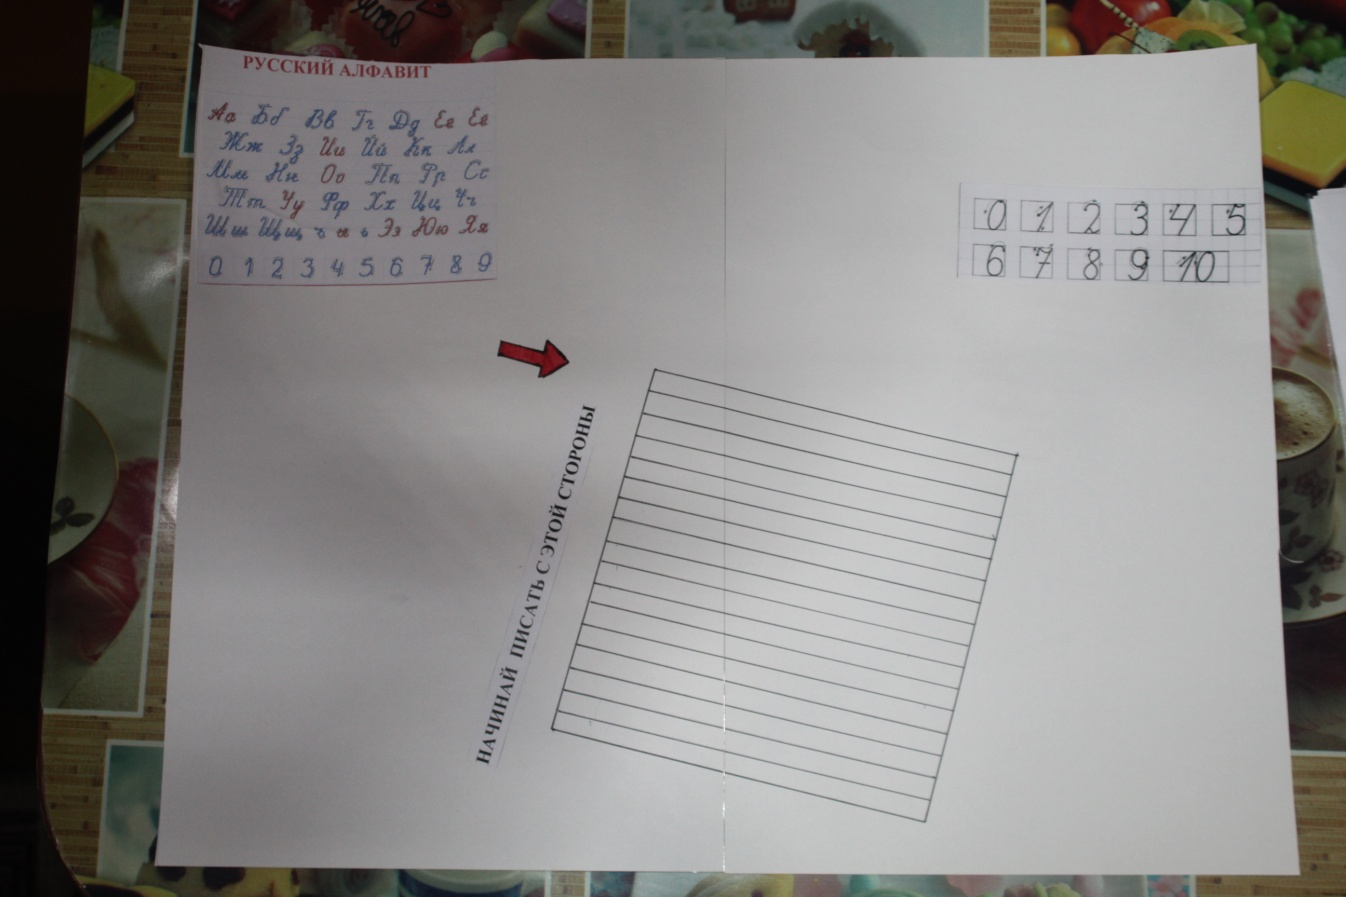 РУССКИЙ АЛФАВИТ
Аа Бб Вв Гг Дд Ее Ёё
Жж Зз Ии Йй Кк Лл
Мм Нн Оо Пп Рр Сс
Тт Уу Фф Хх Цц Чч
Шш Щщ ъ ы ь Ээ Юю Яя
0 1 2 3 4 5 6 7 8 9
0 1 2 3 4 5
6 7 8 9 10
НАЧИНАЙ ПИСАТЬ С ЭТОЙ СТОРОНЫ